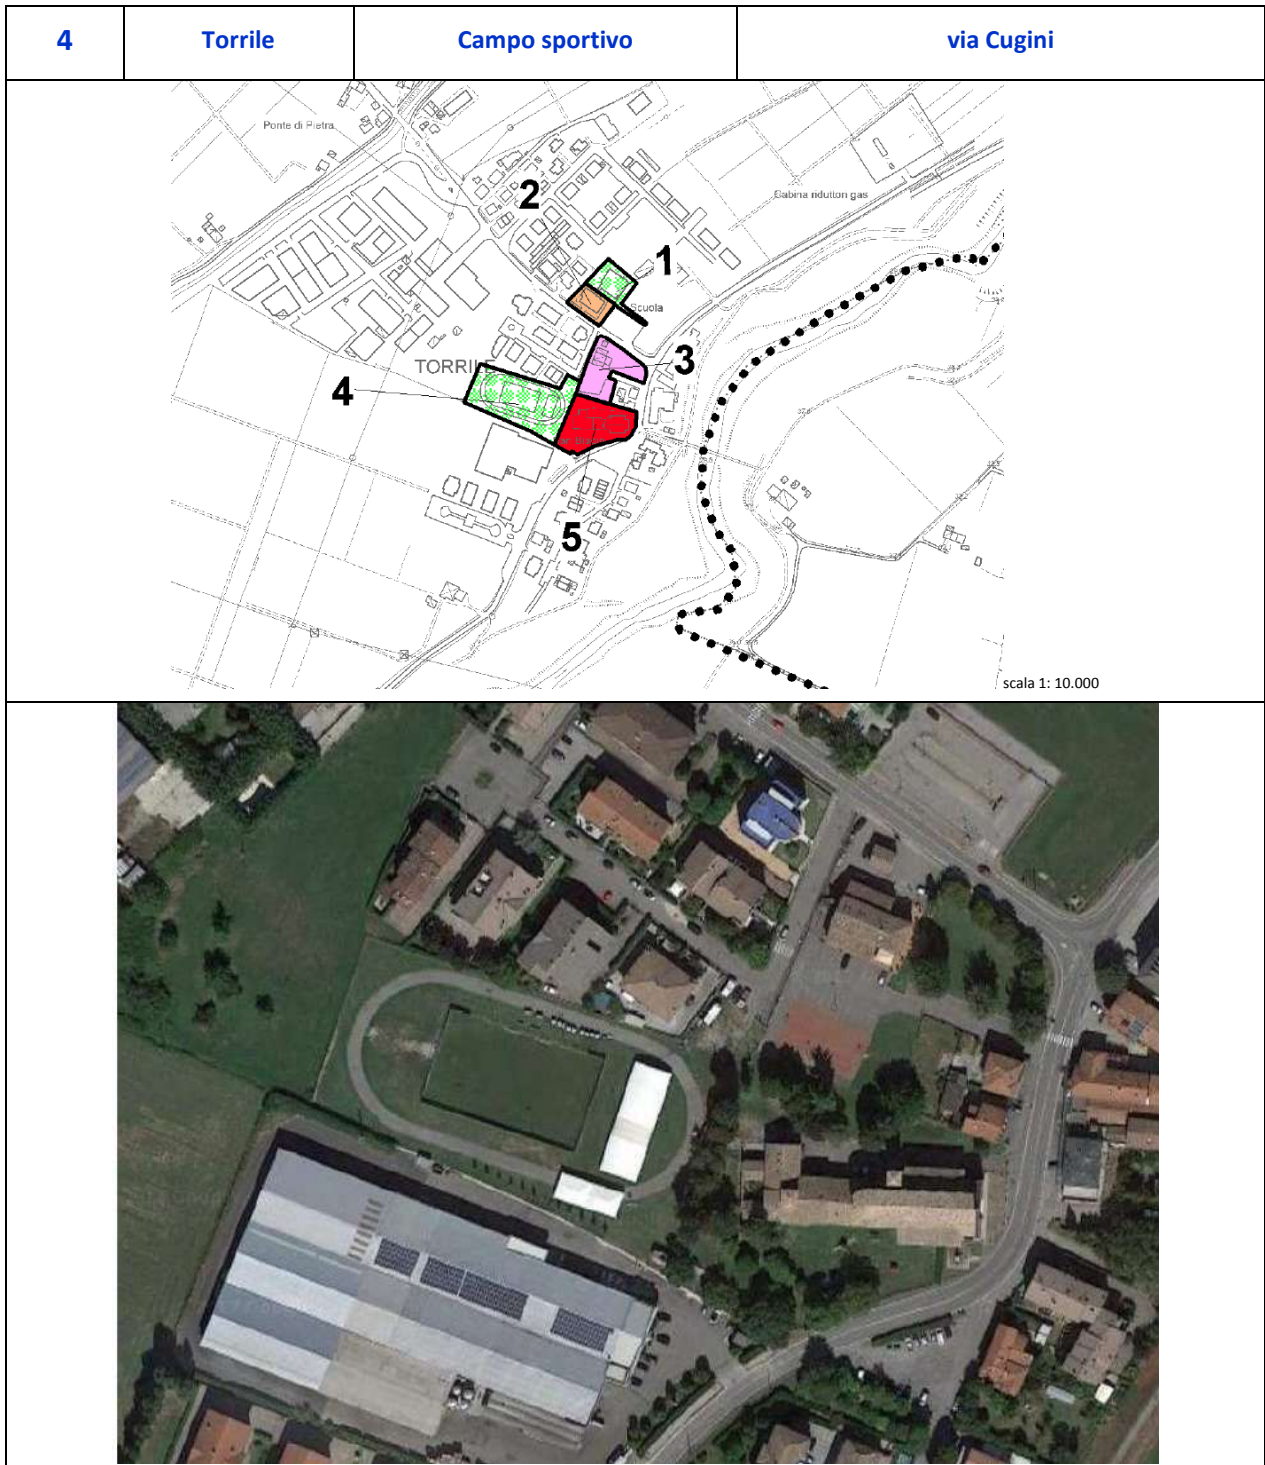 4 Torrile Campo sportivo via Cugini
Ponte di Pietra
2
Cabina riduttori gas
1
Scuola
3
TORRILE
4
5
scala 1: 10.000